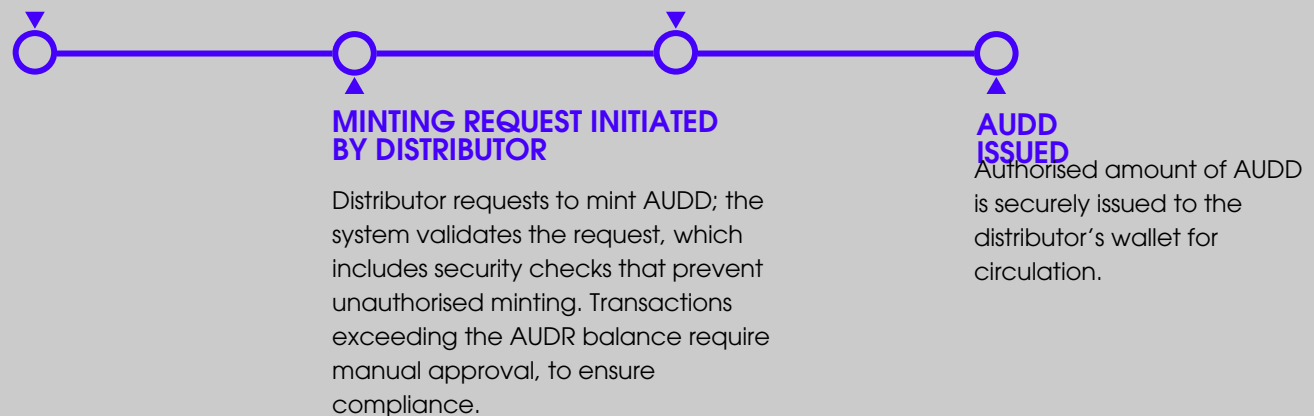 MINTING REQUEST INITIATED
BY DISTRIBUTOR
Distributor requests to mint AUDD; the
system validates the request, which
includes security checks that prevent
unauthorised minting. Transactions
exceeding the AUDR balance require
manual approval, to ensure
compliance.
AUDD
ISSUED
Authorised amount of AUDD
is securely issued to the
distributor’s wallet for
circulation.